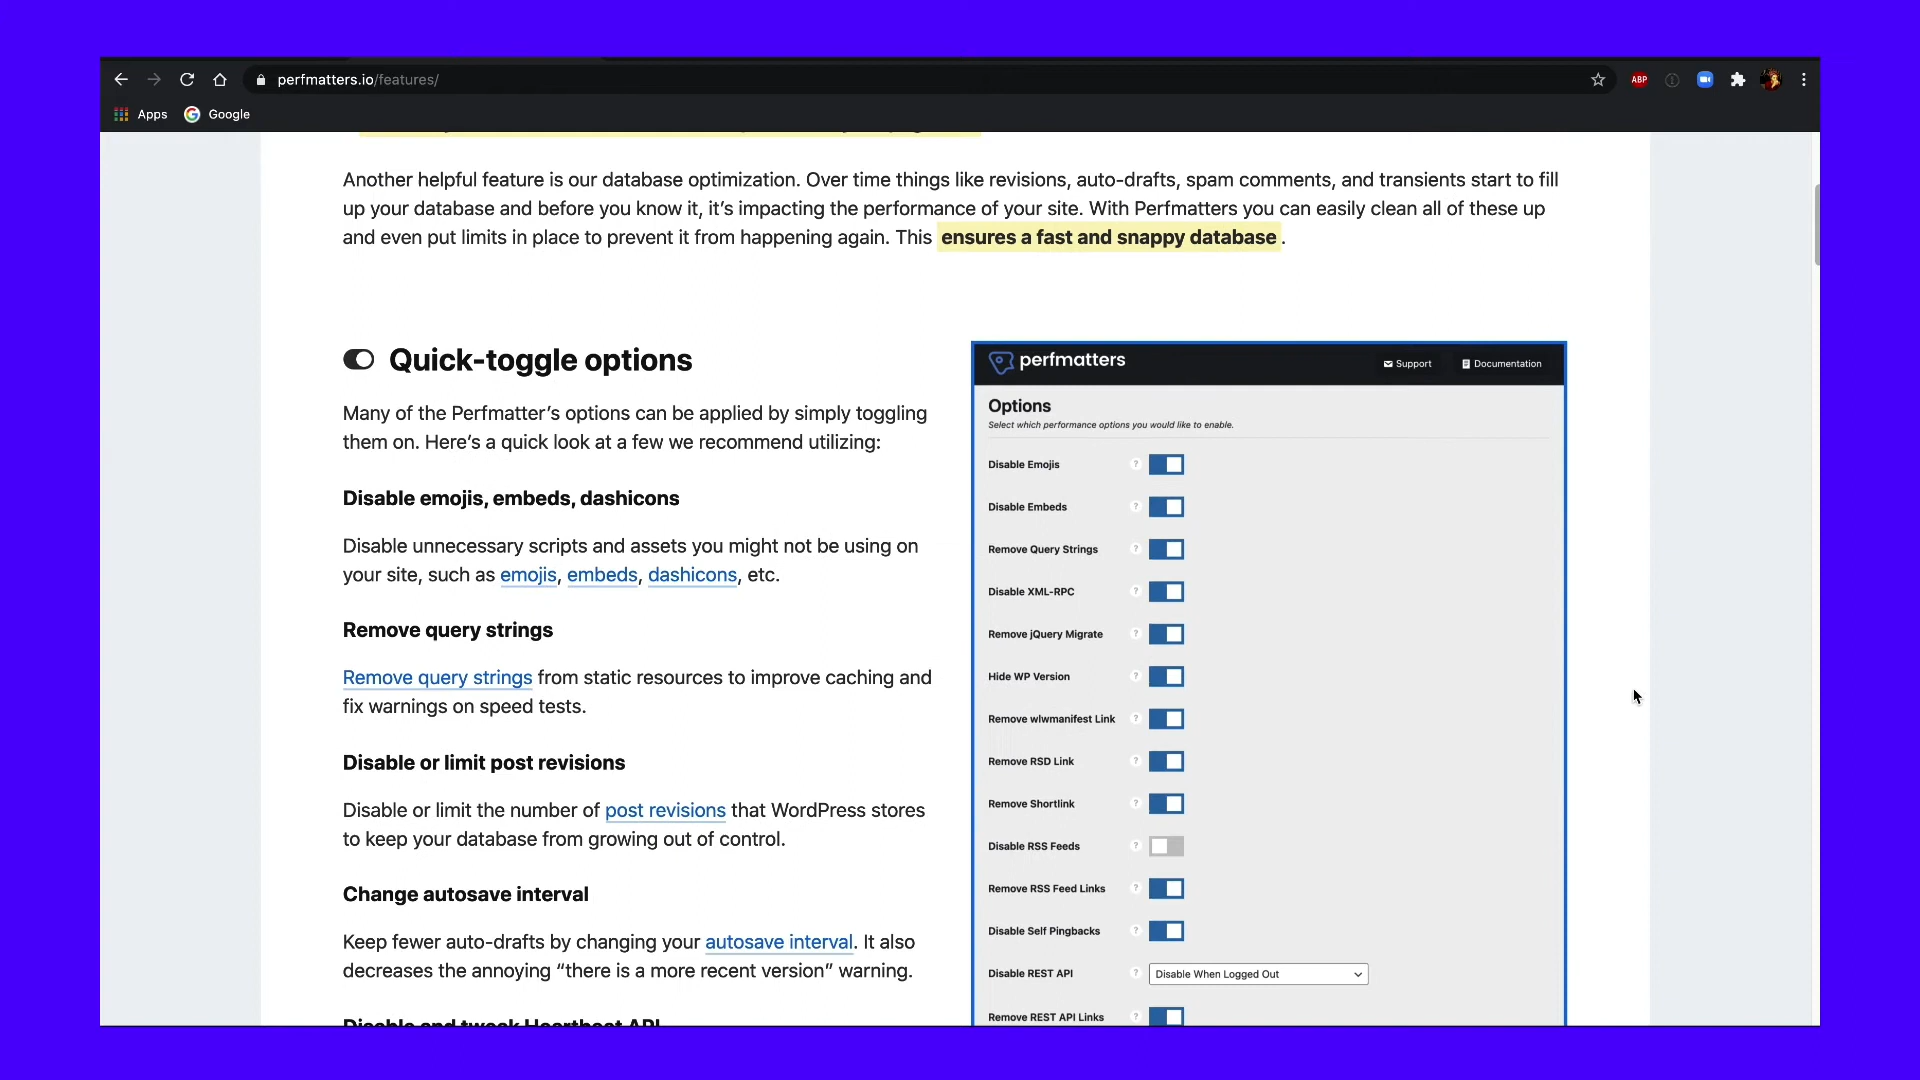 perfmatters.io/features/
ABP
Apps
Google
Another helpful feature is our database optimization. Over time things like revisions, auto-drafts, spam comments, and transients start to fill
up your database and before you know it, it’s impacting the performance of your site. With Perfmatters you can easily clean all of these up
and even put limits in place to prevent it from happening again. This ensures a fast and snappy database.
Quick-toggle options
Many of the Perfmatter’s options can be applied by simply toggling
them on. Here’s a quick look at a few we recommend utilizing:
Disable emojis, embeds, dashicons
Disable unnecessary scripts and assets you might not be using on
your site, such as emojis, embeds, dashicons, etc.
Remove query strings
Remove query strings from static resources to improve caching and
fix warnings on speed tests.
Disable or limit post revisions
Disable or limit the number of post revisions that WordPress stores
to keep your database from growing out of control.
Change autosave interval
Keep fewer auto-drafts by changing your autosave interval. It also
decreases the annoying “there is a more recent version” warning.
Disable and tweak Heartbeat API
perfmatters
Support
Documentation
Options
Select which performance options you would like to enable.
Disable Emojis ?
Disable Embeds ?
Remove Query Strings ?
Disable XML-RPC ?
Remove jQuery Migrate ?
Hide WP Version ?
Remove wlwmanifest Link ?
Remove RSD Link ?
Remove Shortlink ?
Disable RSS Feeds ?
Remove RSS Feed Links ?
Disable Self Pingbacks ?
Disable REST API ? Disable When Logged Out
Remove REST API Links ?